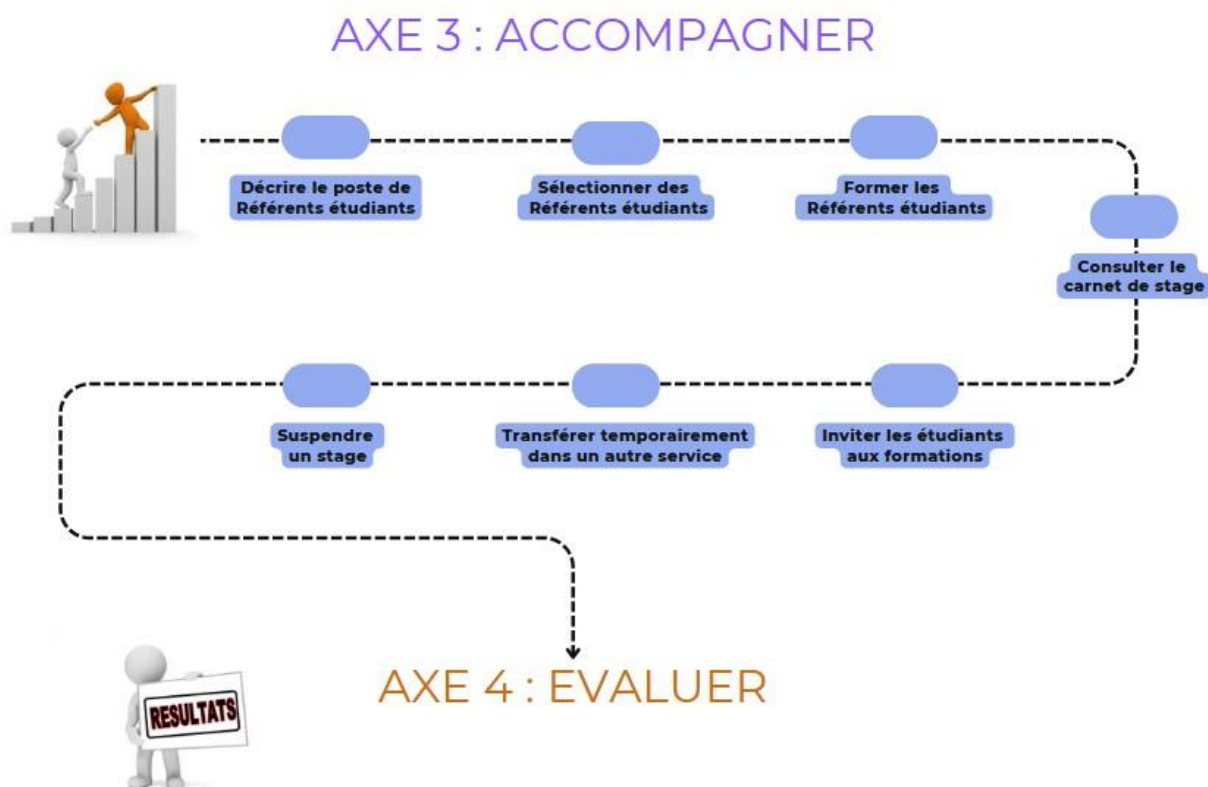 AXE 3 : ACCOMPAGNER
Décrire le poste de
Référents étudiants
Sélectionner des
Référents étudiants
Former les
Référents étudiants
Consulter le
carnet de stage
Inviter les étudiants
aux formations
Transférer temporairement
dans un autre service
Suspendre
un stage
AXE 4 : EVALUER
RESULTATS